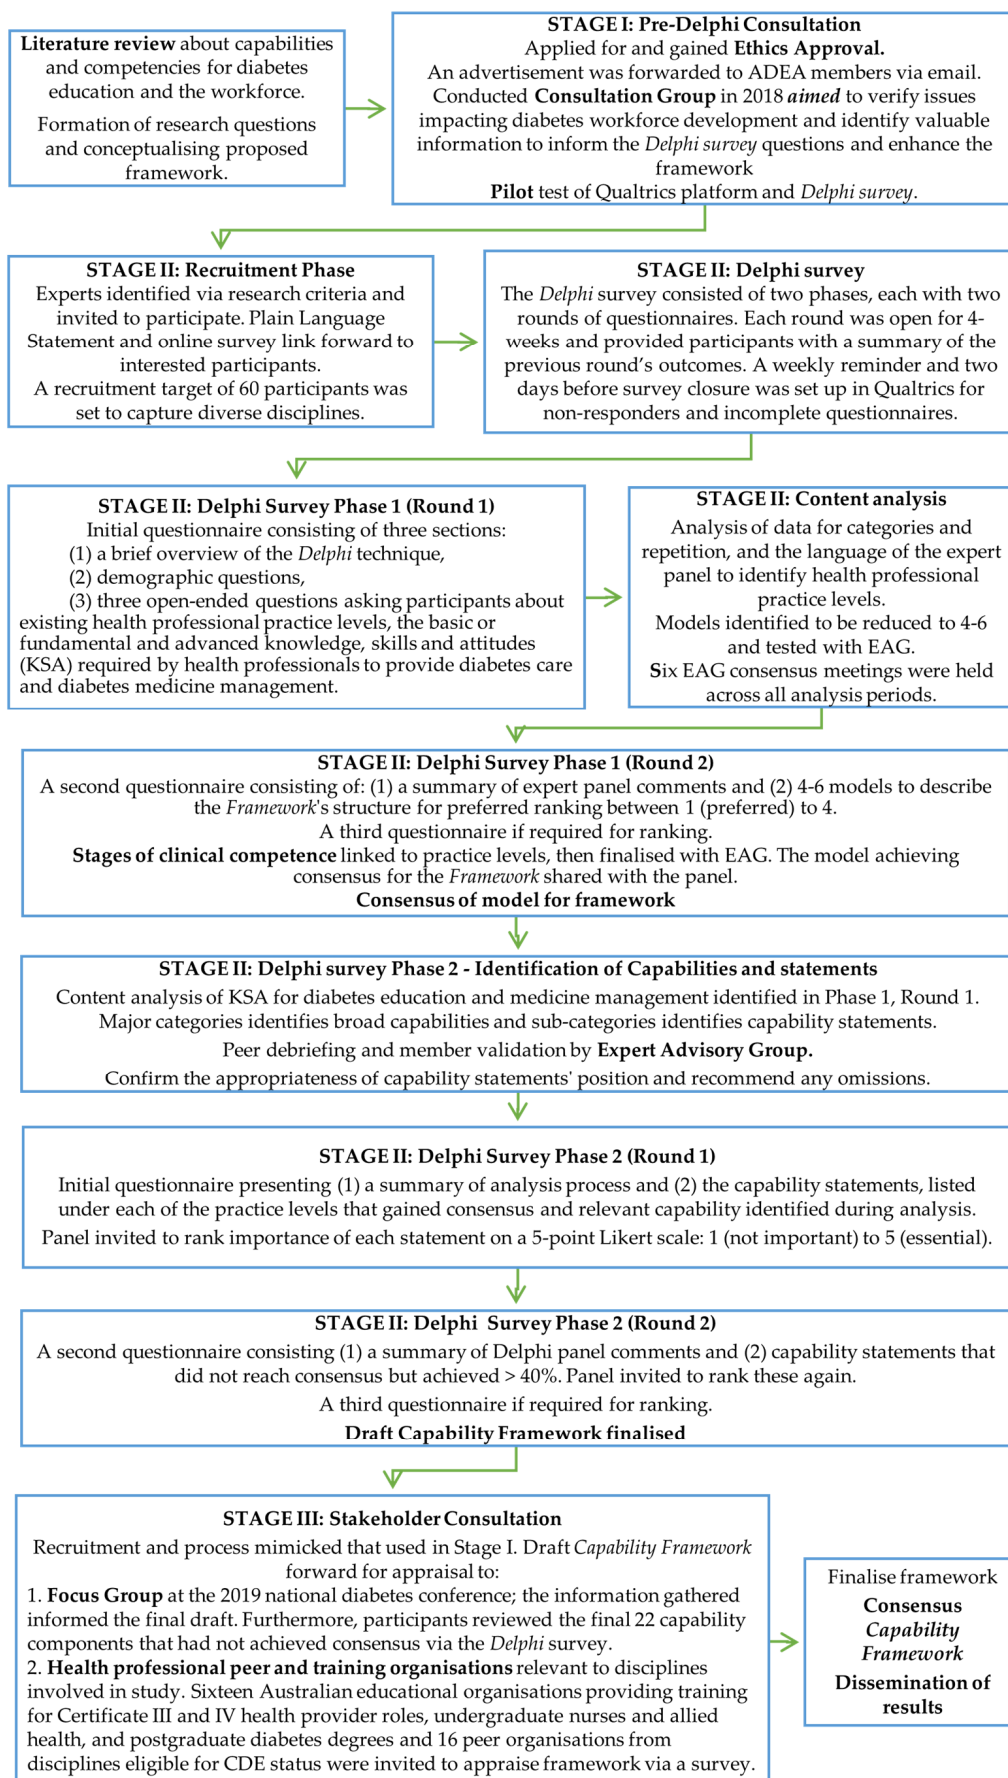 Literature review about capabilities
and competencies for diabetes
education and the workforce.
Formation of research questions
and conceptualising proposed
framework.
STAGE I: Pre-Delphi Consultation
Applied for and gained Ethics Approval.
An advertisement was forwarded to ADEA members via email.
Conducted Consultation Group in 2018 aimed to verify issues
impacting diabetes workforce development and identify valuable
information to inform the Delphi survey questions and enhance the
framework
Pilot test of Qualtrics platform and Delphi survey.
STAGE II: Recruitment Phase
Experts identified via research criteria and
invited to participate. Plain Language
Statement and online survey link forward to
interested participants.
A recruitment target of 60 participants was
set to capture diverse disciplines.
STAGE II: Delphi survey
The Delphi survey consisted of two phases, each with two
rounds of questionnaires. Each round was open for 4-
weeks and provided participants with a summary of the
previous round's outcomes. A weekly reminder and two
days before survey closure was set up in Qualtrics for
non-responders and incomplete questionnaires.
STAGE II: Delphi Survey Phase 1 (Round 1)
Initial questionnaire consisting of three sections:
(1) a brief overview of the Delphi technique,
(2) demographic questions,
(3) three open-ended questions asking participants about
existing health professional practice levels, the basic or
fundamental and advanced knowledge, skills and attitudes
(KSA) required by health professionals to provide diabetes care
and diabetes medicine management.
STAGE II: Content analysis
Analysis of data for categories and
repetition, and the language of the expert
panel to identify health professional
practice levels.
Models identified to be reduced to 4-6
and tested with EAG.
Six EAG consensus meetings were held
across all analysis periods.
STAGE II: Delphi Survey Phase 1 (Round 2)
A second questionnaire consisting of: (1) a summary of expert panel comments and (2) 4-6 models to describe
the Framework's structure for preferred ranking between 1 (preferred) to 4.
A third questionnaire if required for ranking.
Stages of clinical competence linked to practice levels, then finalised with EAG. The model achieving
consensus for the Framework shared with the panel.
Consensus of model for framework
STAGE II: Delphi survey Phase 2 - Identification of Capabilities and statements
Content analysis of KSA for diabetes education and medicine management identified in Phase 1, Round 1.
Major categories identifies broad capabilities and sub-categories identifies capability statements.
Peer debriefing and member validation by Expert Advisory Group.
Confirm the appropriateness of capability statements' position and recommend any omissions.
STAGE II: Delphi Survey Phase 2 (Round 1)
Initial questionnaire presenting (1) a summary of analysis process and (2) the capability statements, listed
under each of the practice levels that gained consensus and relevant capability identified during analysis.
Panel invited to rank importance of each statement on a 5-point Likert scale: 1 (not important) to 5 (essential).
STAGE II: Delphi Survey Phase 2 (Round 2)
A second questionnaire consisting (1) a summary of Delphi panel comments and (2) capability statements that
did not reach consensus but achieved > 40%. Panel invited to rank these again.
A third questionnaire if required for ranking.
Draft Capability Framework finalised
STAGE III: Stakeholder Consultation
Recruitment and process mimicked that used in Stage I. Draft Capability Framework
forward for appraisal to:
1. Focus Group at the 2019 national diabetes conference; the information gathered
informed the final draft. Furthermore, participants reviewed the final 22 capability
components that had not achieved consensus via the Delphi survey.
2. Health professional peer and training organisations relevant to disciplines
involved in study. Sixteen Australian educational organisations providing training
for Certificate III and IV health provider roles, undergraduate nurses and allied
health, and postgraduate diabetes degrees and 16 peer organisations from
disciplines eligible for CDE status were invited to appraise framework via a survey.
Finalise framework
Consensus
Capability
Framework
Dissemination of
results